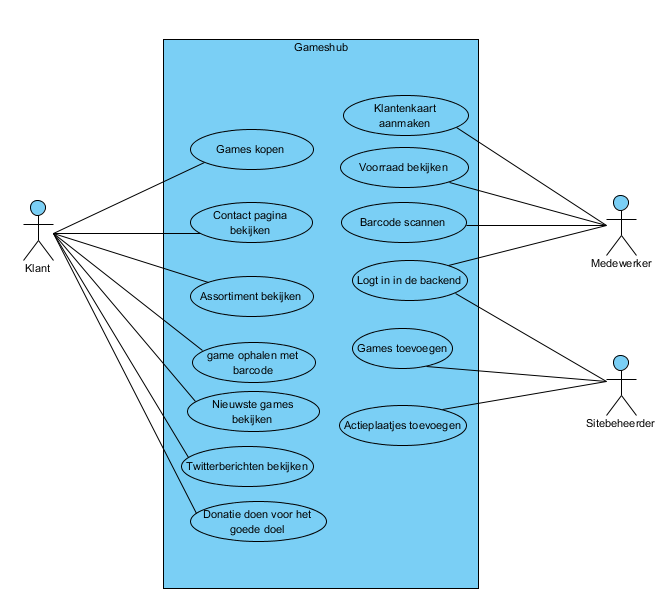 Gameshub
Klantenkaart
aanmaken
Games kopen
Voorraad bekijken
Contact pagina
bekijken
Barcode scannen
Klant
Medewerker
Logt in in de backend
Assortiment bekijken
game ophalen met
barcode
Games toevoegen
Nieuwste games
bekijken
Actieplaatjes toevoegen
Sitebeheerder
Twitterberichten bekijken
Donatie doen voor het
goede doel